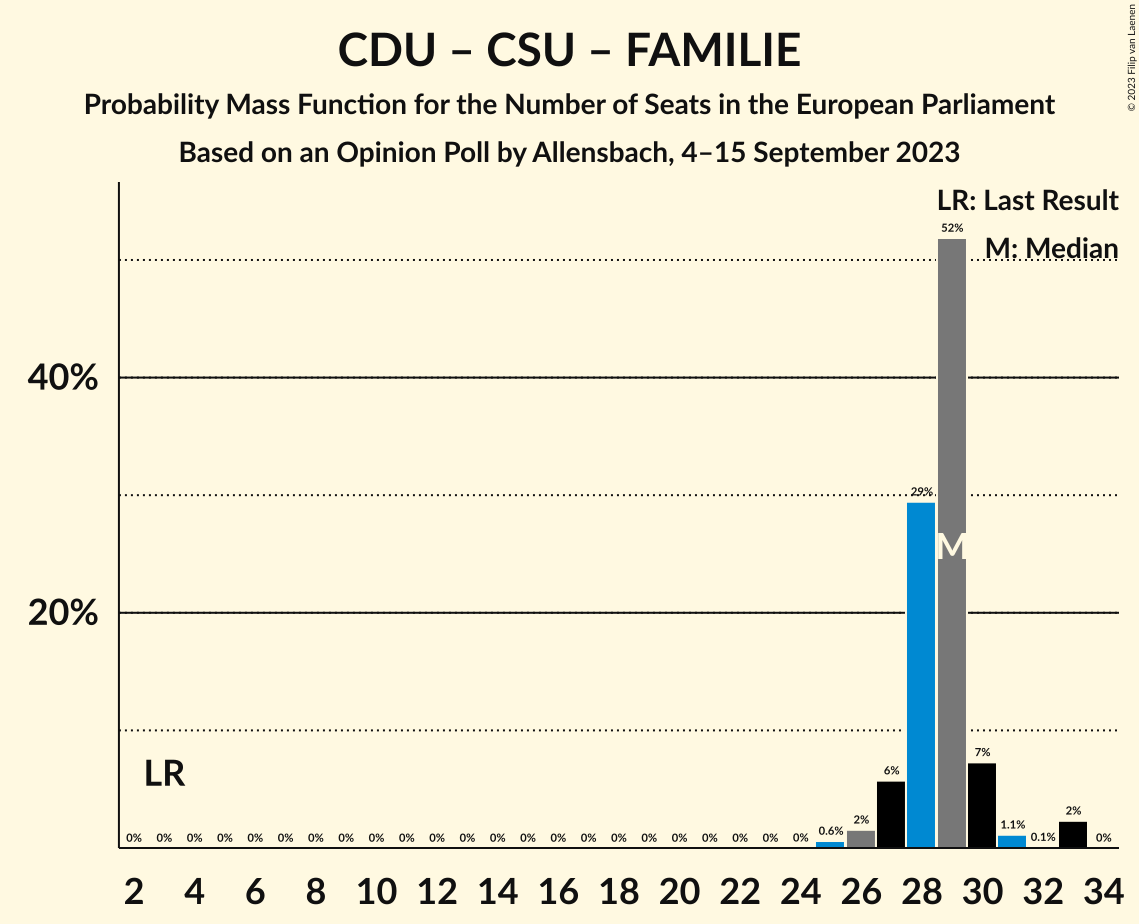 CDU – CSU – FAMILIE
Probability Mass Function for the Number of Seats in the European Parliament
Based on an Opinion Poll by Allensbach, 4–15 September 2023
© 2023 Filip van Laenen
LR: Last Result
M: Median
52%
40%
29%
M
20%
LR
6%
7%
0% 0% 0% 0% 0% 0% 0% 0% 0% 0% 0% 0% 0% 0% 0% 0% 0% 0% 0% 0% 0% 0% 0% 0.6% 2% 1.1% 0.1% 2% 0%
2 4 6 8 10 12 14 16 18 20 22 24 26 28 30 32 34